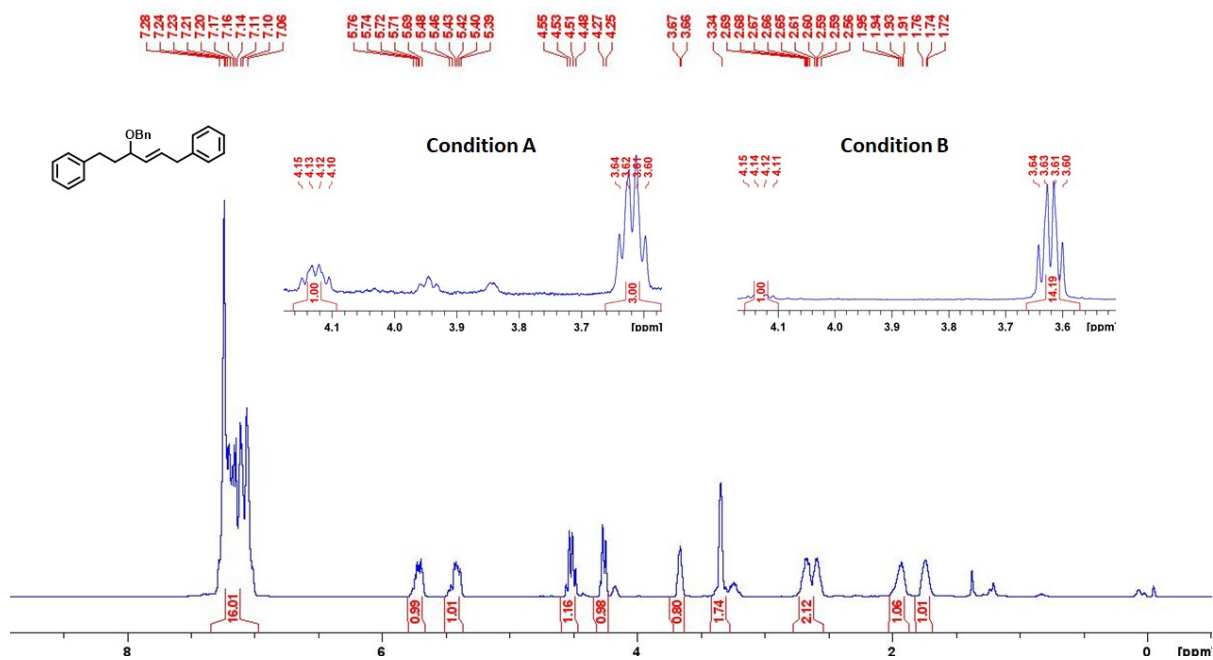 7.28 7.24 7.23 7.21 7.20 7.17 7.16 7.14 7.11 7.10 7.06 5.76 5.74 5.72 5.71 5.69 5.48 5.46 5.43 5.42 5.40 5.39 4.55 4.53 4.51 4.48 4.27 4.25 3.67 3.66 3.34 2.69 2.68 2.67 2.66 2.65 2.61 2.60 2.59 2.59 2.56 1.95 1.94 1.93 1.91 1.76 1.74 1.72
OBn
Condition A
Condition B
4.15 4.13 4.12 4.10 3.64 3.62 3.61 3.60
4.15 4.14 4.12 4.11 3.64 3.63 3.61 3.60
1.00 3.00
1.00 14.19
4.1 4.0 3.9 3.8 3.7 [ppm]
4.1 4.0 3.9 3.8 3.7 3.6 [ppm]
16.01 0.99 1.01 1.16 0.98 0.80 1.74 2.12 1.06 1.01
8 6 4 2 0 [ppm]